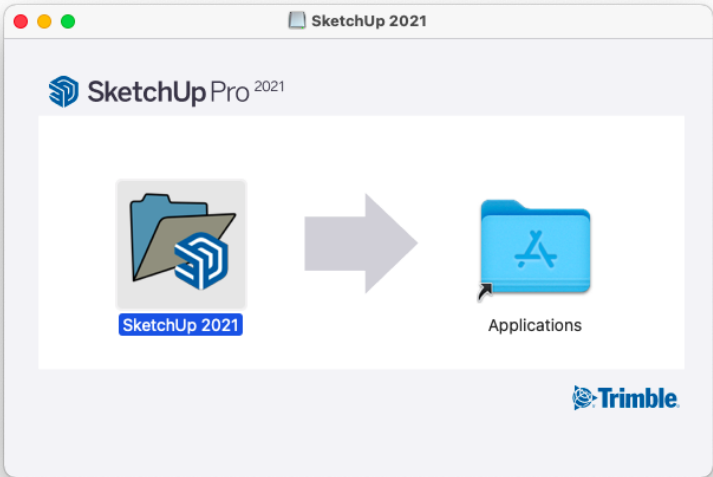 SketchUp 2021
SketchUp Pro 2021
SketchUp 2021
Applications
Trimble